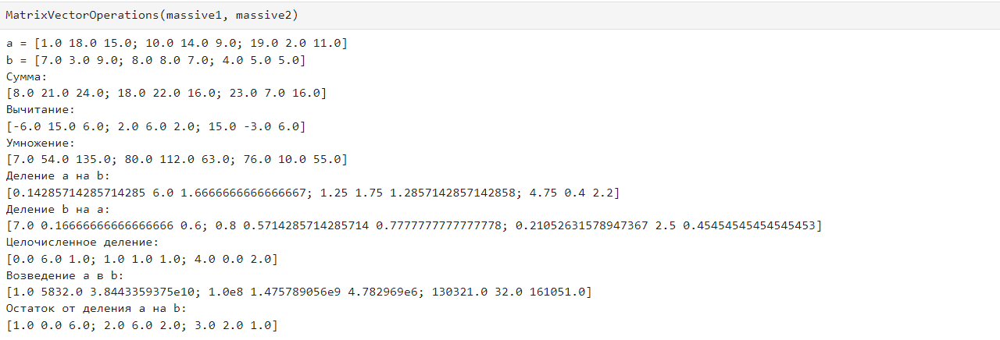 MatrixVectorOperations(massive1, massive2)
a = [1.0 18.0 15.0; 10.0 14.0 9.0; 19.0 2.0 11.0]
b = [7.0 3.0 9.0; 8.0 8.0 7.0; 4.0 5.0 5.0]
Сумма:
[8.0 21.0 24.0; 18.0 22.0 16.0; 23.0 7.0 16.0]
Вычитание:
[-6.0 15.0 6.0; 2.0 6.0 2.0; 15.0 -3.0 6.0]
Умножение:
[7.0 54.0 135.0; 80.0 112.0 63.0; 76.0 10.0 55.0]
Деление a на b:
[0.14285714285714285 6.0 1.6666666666666667; 1.25 1.75 1.2857142857142858; 4.75 0.4 2.2]
Деление b на a:
[7.0 0.16666666666666666 0.6; 0.8 0.5714285714285714 0.7777777777777778; 0.21052631578947367 2.5 0.45454545454545453]
Целочисленное деление:
[0.0 6.0 1.0; 1.0 1.0 1.0; 4.0 0.0 2.0]
Возведение a в b:
[1.0 5832.0 3.8443359375e10; 1.0e8 1.475789056e9 4.782969e6; 130321.0 32.0 161051.0]
Остаток от деления a на b:
[1.0 0.0 6.0; 2.0 6.0 2.0; 3.0 2.0 1.0]